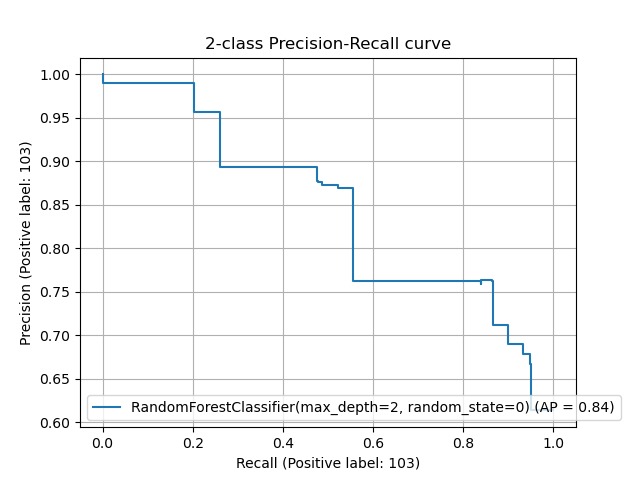 2-class Precision-Recall curve
1.00
0.95
0.90
0.85
0.80
0.75
0.70
0.65
0.60
Precision (Positive label: 103)
RandomForestClassifier(max_depth=2, random_state=0) (AP = 0.84)
0.0 0.2 0.4 0.6 0.8 1.0
Recall (Positive label: 103)